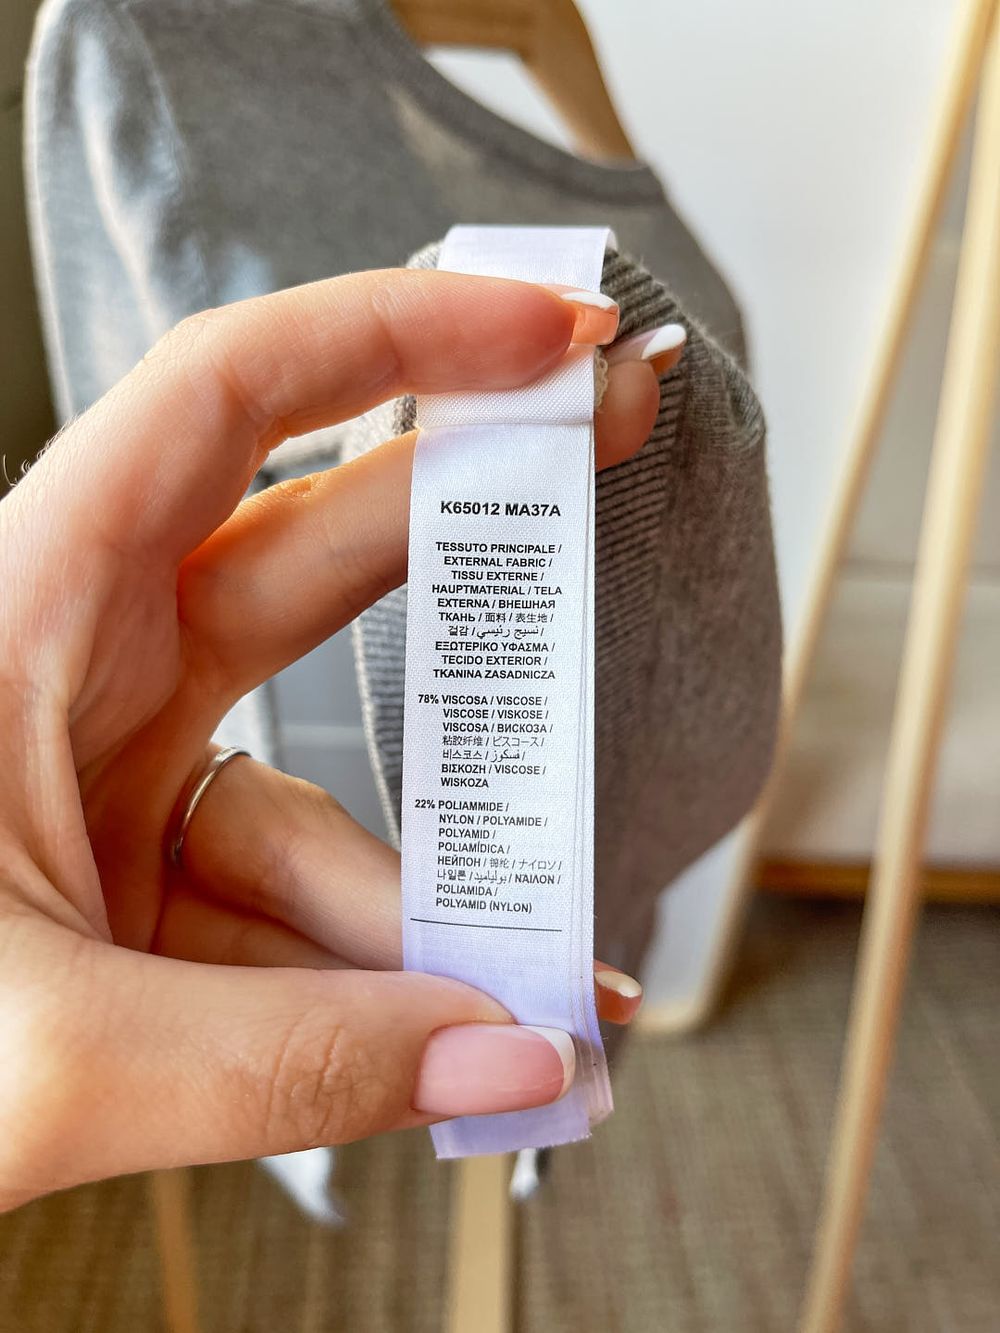 K65012 MA37A
TESSUTO PRINCIPALE /
EXTERNAL FABRIC /
TISSU EXTERNE /
HAUPTMATERIAL / TELA
EXTERNA / ВНЕШНАЯ
ТКАНЬ / 面料 / 表生地 /
겉감 / نسيج رئيسي /
ΕΞΩΤΕΡΙΚΟ ΥΦΑΣΜΑ /
TECIDO EXTERIOR /
TKANINA ZASADNICZA
78% VISCOSA / VISCOSE /
VISCOSE / VISKOSE /
VISCOSA / ВИСКОЗА /
粘胶纤维 / ビスコース /
비스코스 / فسكوز /
ΒΙΣΚΟΖΗ / VISCOSE /
WISKOZA
22% POLIAMMIDE /
NYLON / POLYAMIDE /
POLYAMID /
POLIAMÍDICA /
НЕЙПОН / 锦纶 / ナイロン /
나일론 / بولياميد / ΝΑΙΛΟΝ /
POLIAMIDA /
POLYAMID (NYLON)